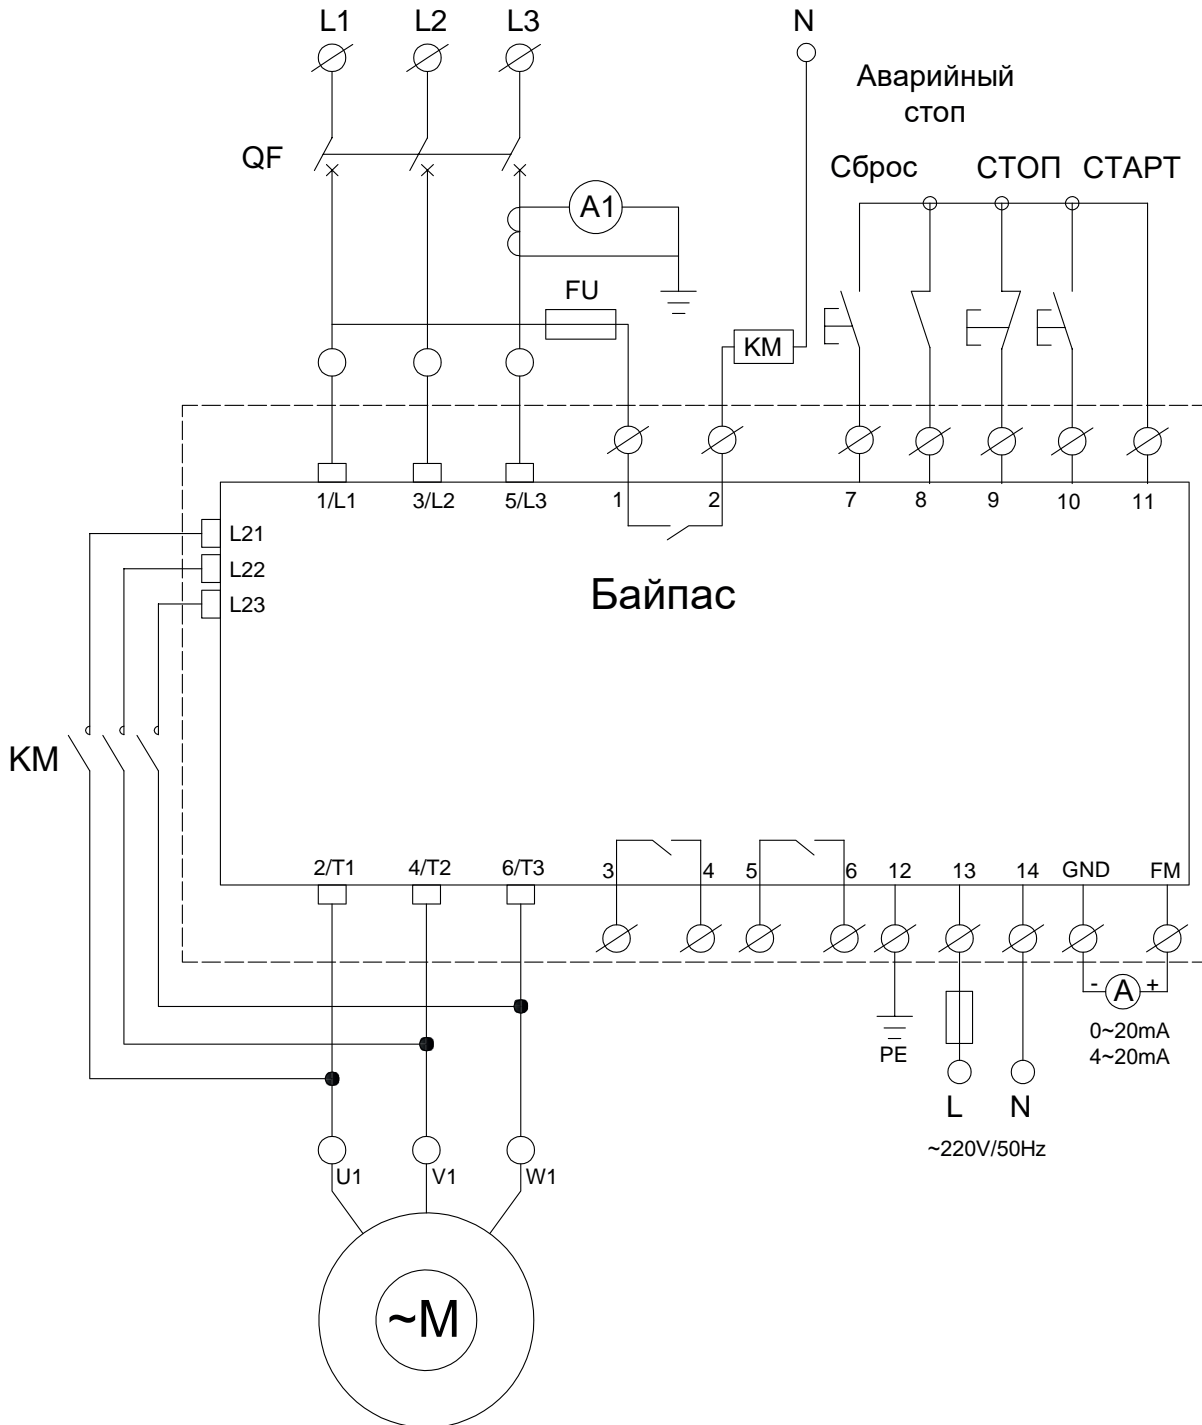 L1 L2 L3 N
Аварийный
стоп
QF
Сброс СТОП СТАРТ
A1
FU
KM
1/L1 3/L2 5/L3 1 2 7 8 9 10 11
L21
L22
L23
Байпас
KM
2/T1 4/T2 6/T3 3 4 5 6 12 13 14 GND FM
- A +
0~20mA
4~20mA
PE
L N
~220V/50Hz
U1 V1 W1
~M